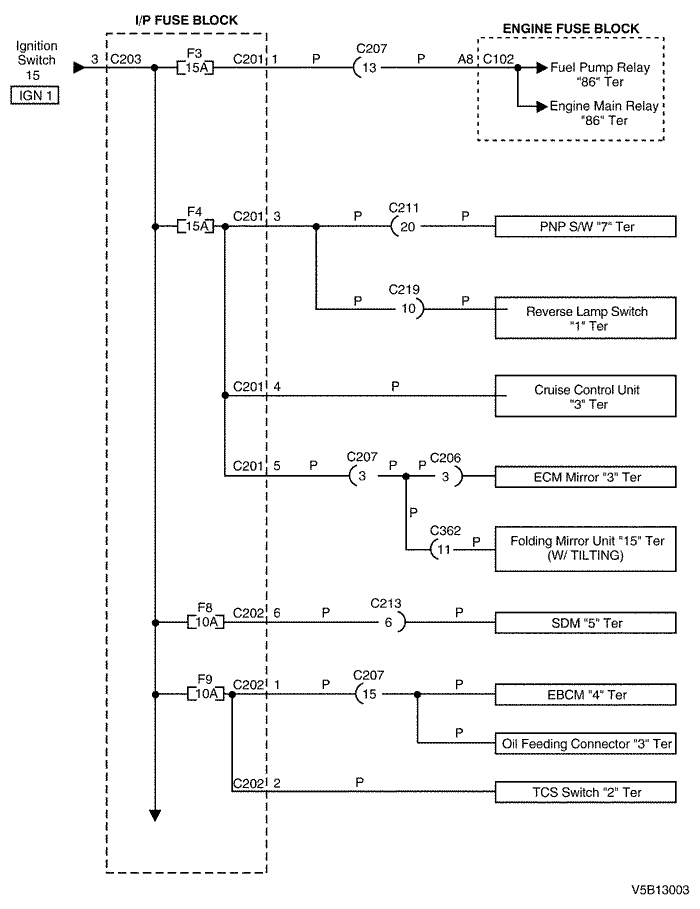 I/P FUSE BLOCK
ENGINE FUSE BLOCK
Ignition
Switch
15
IGN 1
3 C203
F3
15A
C201 1
P
C207
13
P
A8 C102
Fuel Pump Relay
"86" Ter
Engine Main Relay
"86" Ter
F4
15A
C201 3
P
C211
20
P
PNP S/W "7" Ter
P
C219
10
P
Reverse Lamp Switch
"1" Ter
C201 4
P
Cruise Control Unit
"3" Ter
C201 5
P
C207
3
P
P
C206
3
ECM Mirror "3" Ter
P
C362
11
P
Folding Mirror Unit "15" Ter
(W/ TILTING)
F8
10A
C202 6
P
C213
6
P
SDM "5" Ter
F9
10A
C202 1
P
C207
15
P
EBCM "4" Ter
P
Oil Feeding Connector "3" Ter
C202 2
P
TCS Switch "2" Ter
V5B13003